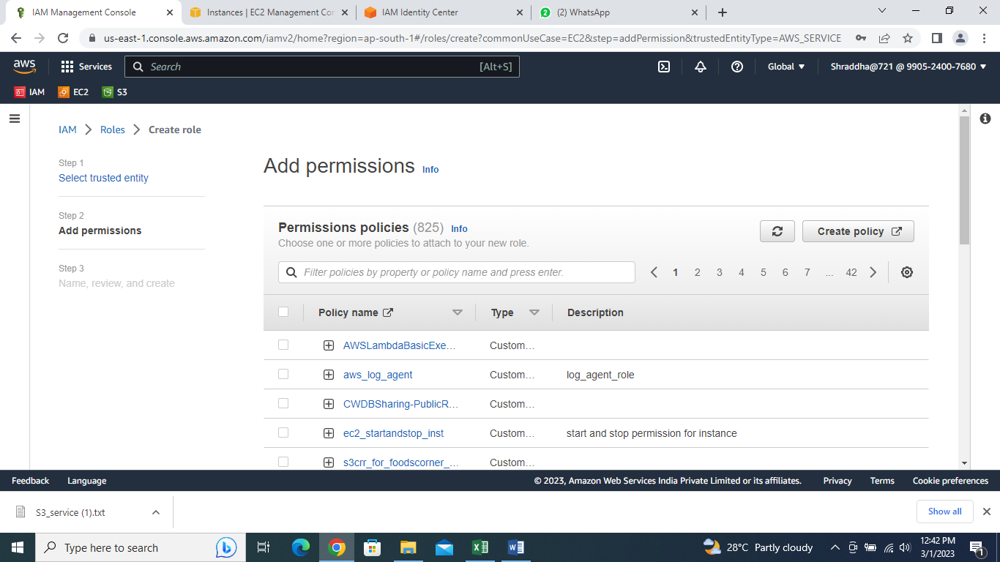 IAM Management Console
Instances | EC2 Management Con
IAM Identity Center
(2) WhatsApp
us-east-1.console.aws.amazon.com/iamv2/home?region=ap-south-1#/roles/create?commonUseCase=EC2&step=addPermission&trustedEntityType=AWS_SERVICE
aws
Services
Search
[Alt+S]
Global
Shraddha@721 @ 9905-2400-7680
IAM
EC2
S3
IAM
Roles
Create role
Step 1
Select trusted entity
Step 2
Add permissions
Step 3
Name, review, and create
Add permissions Info
Permissions policies (825) Info
Choose one or more policies to attach to your new role.
Create policy
Filter policies by property or policy name and press enter.
1 2 3 4 5 6 7 ... 42
Policy name
Type
Description
AWSLambdaBasicExe... Custom...
aws_log_agent Custom... log_agent_role
CWDBSharing-PublicR... Custom...
ec2_startandstop_inst Custom... start and stop permission for instance
s3crr_for_foodscorner_... Custom...
Feedback
Language
© 2023, Amazon Web Services India Private Limited or its affiliates.
Privacy
Terms
Cookie preferences
S3_service (1).txt
Show all
Type here to search
28°C Partly cloudy
12:42 PM
3/1/2023
1